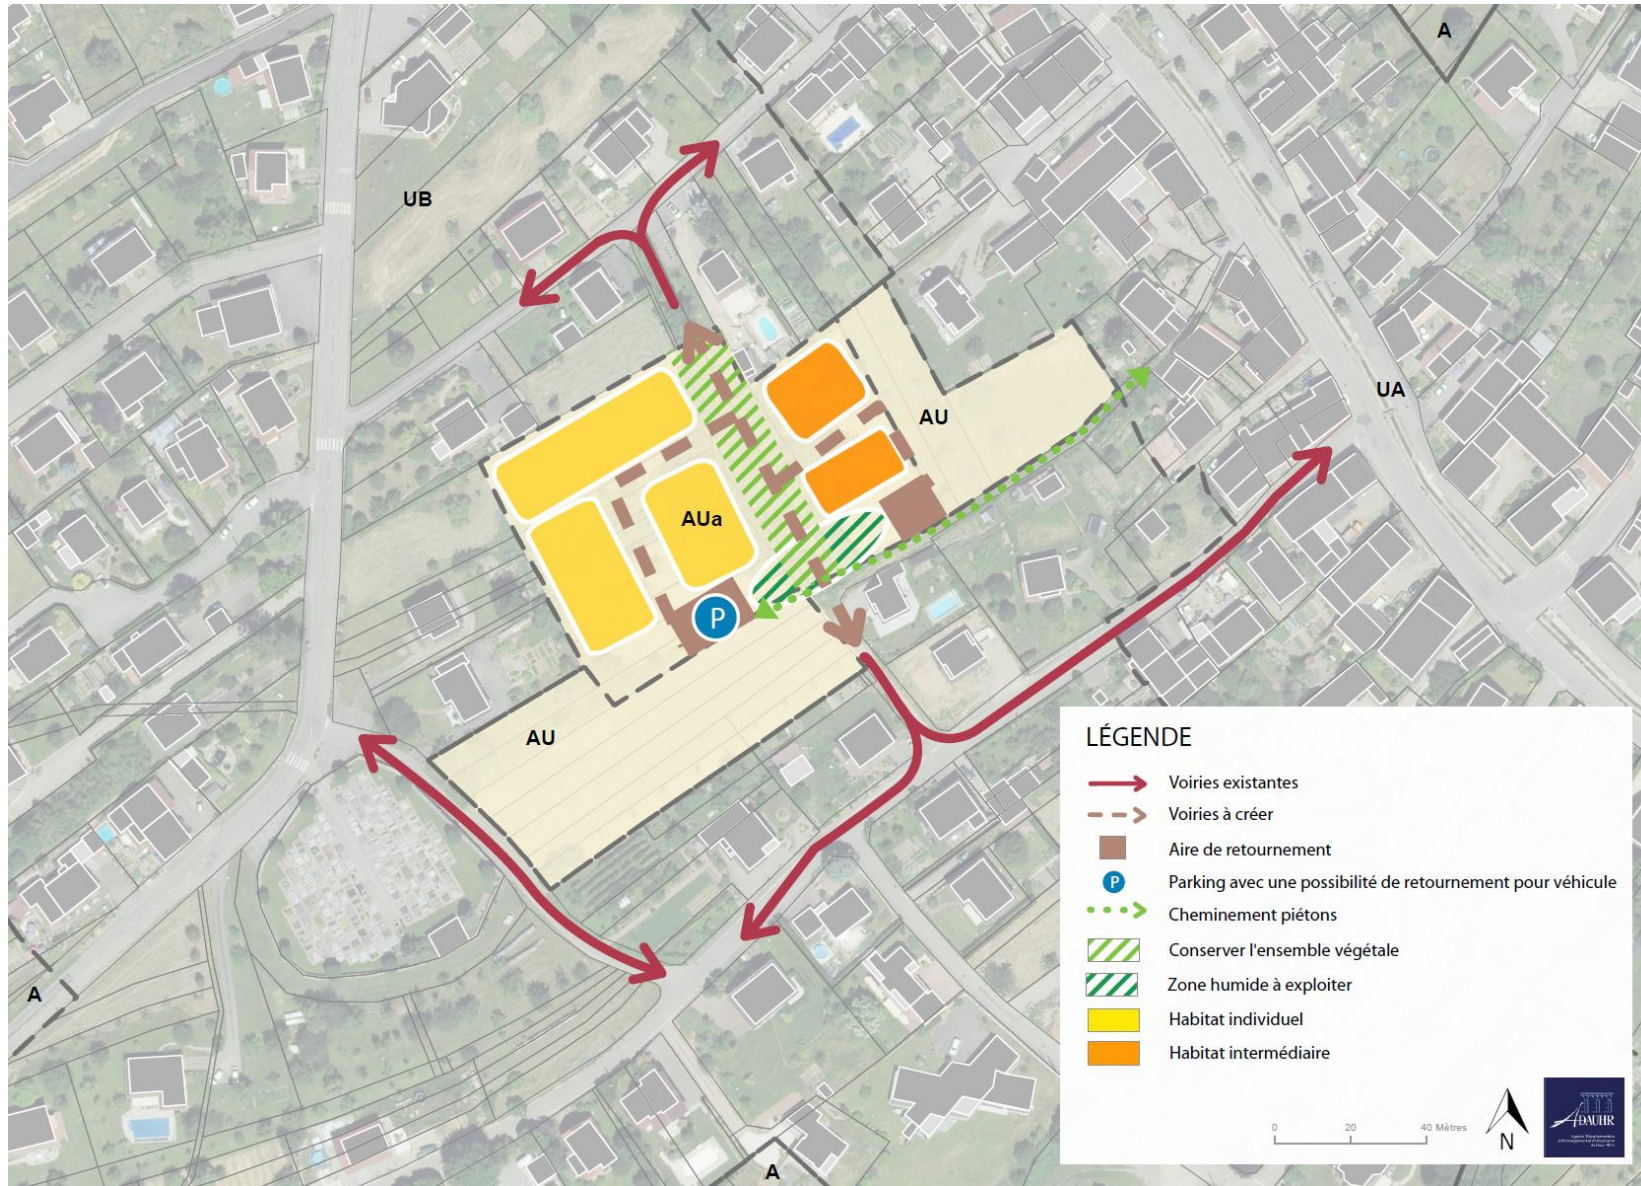 A
UB
UA
AU
AUa
P
AU
A
A
LÉGENDE
Voiries existantes
Voiries à créer
Aire de retournement
P Parking avec une possibilité de retournement pour véhicule
Cheminement piétons
Conserver l'ensemble végétale
Zone humide à exploiter
Habitat individuel
Habitat intermédiaire
0 20 40 Mètres
N
ADAUHR